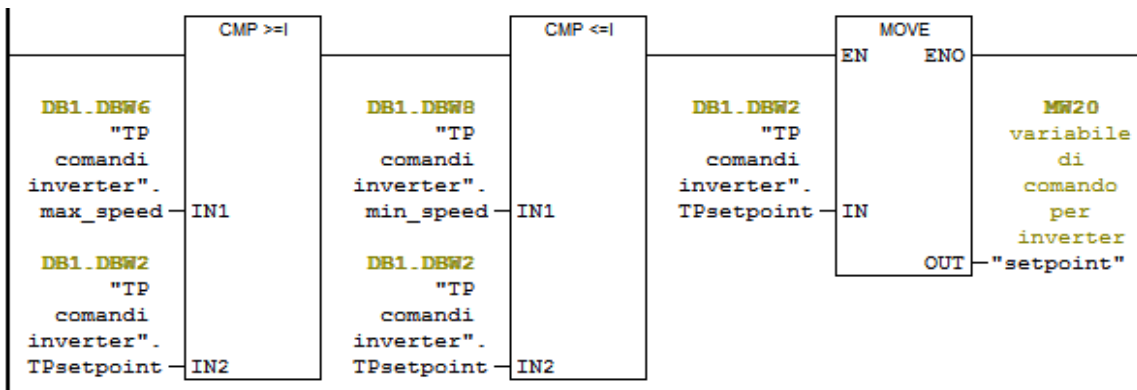 CMP >=I
CMP <=I
MOVE
EN
ENO
DB1.DBW6
"TP
comandi
inverter".
max_speed
IN1
DB1.DBW2
"TP
comandi
inverter".
TPsetpoint
IN2
DB1.DBW8
"TP
comandi
inverter".
min_speed
IN1
DB1.DBW2
"TP
comandi
inverter".
TPsetpoint
IN2
DB1.DBW2
"TP
comandi
inverter".
TPsetpoint
IN
MW20
variabile
di
comando
per
inverter
OUT
"setpoint"